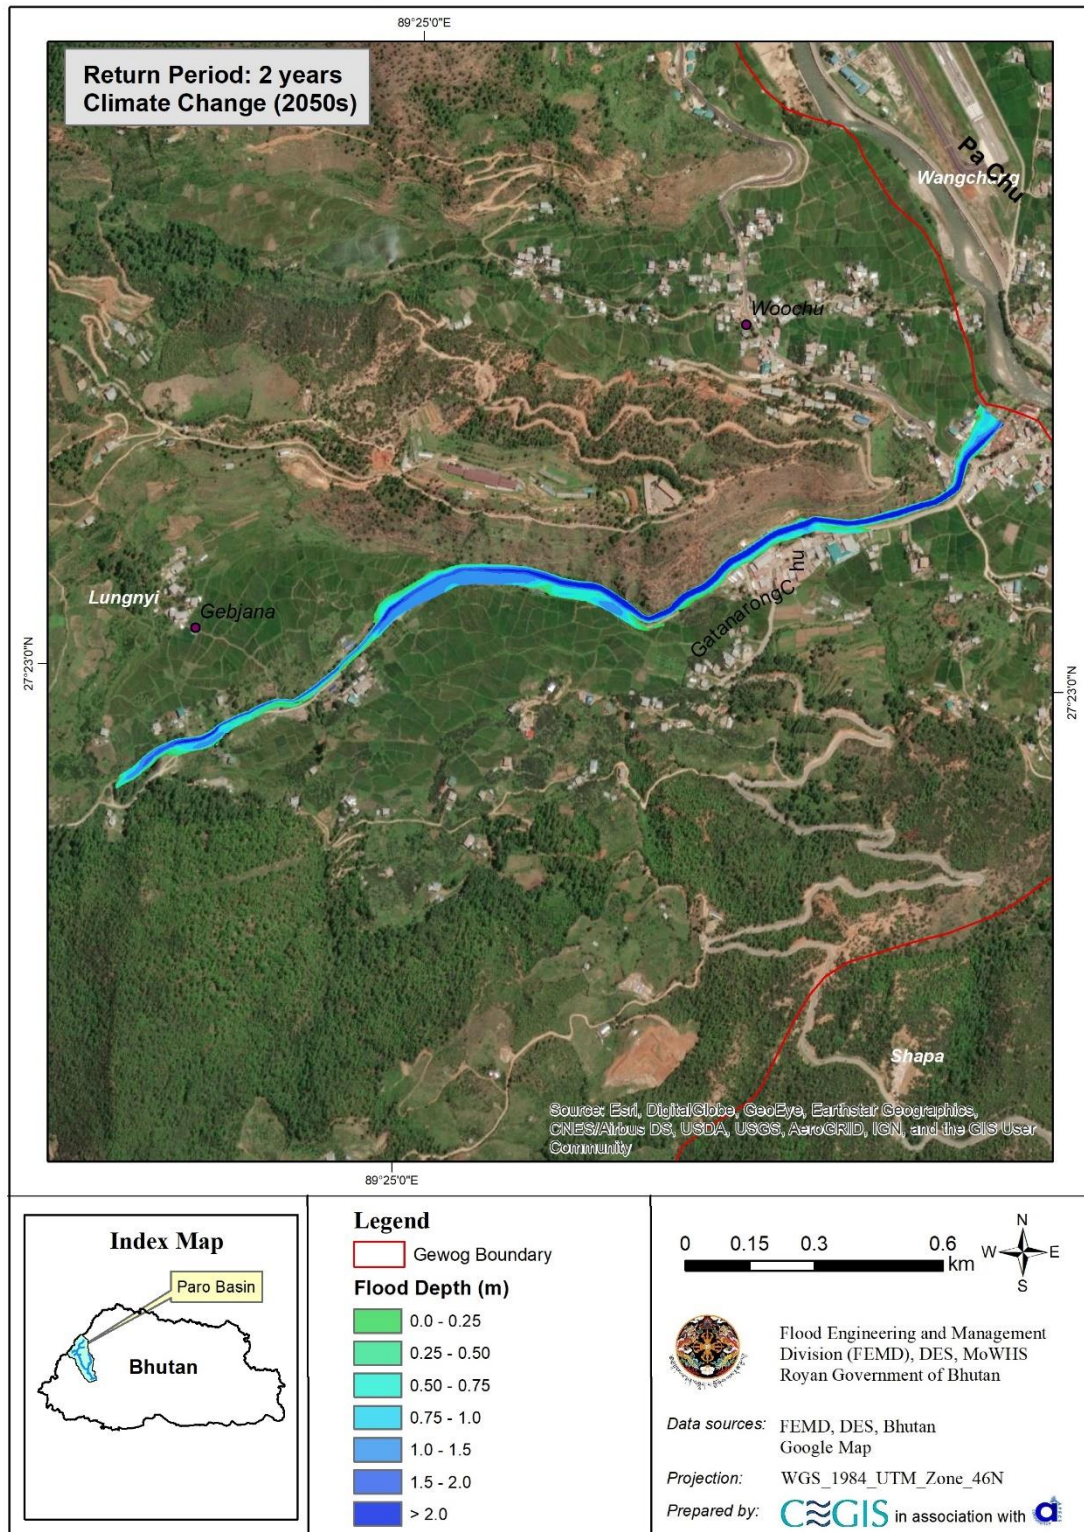 89°25'0"E
Return Period: 2 years
Climate Change (2050s)
Pa Chu
Wangchang
Woochu
Lungnyi
Gebjana
GatanarongC hu
27°23'0"N
27°23'0"N
Shapa
Source: Esri, DigitalGlobe, GeoEye, Earthstar Geographics,
CNES/Airbus DS, USDA, USGS, AeroGRID, IGN, and the GIS User
Community
89°25'0"E
Index Map
Paro Basin
Bhutan
Legend
Gewog Boundary
Flood Depth (m)
0.0 - 0.25
0.25 - 0.50
0.50 - 0.75
0.75 - 1.0
1.0 - 1.5
1.5 - 2.0
> 2.0
0 0.15 0.3 0.6
km
N
W E
S
Flood Engineering and Management
Division (FEMD), DES, MoWHS
Royan Government of Bhutan
Data sources: FEMD, DES, Bhutan
Google Map
Projection: WGS_1984_UTM_Zone_46N
Prepared by: CEGIS in association with a